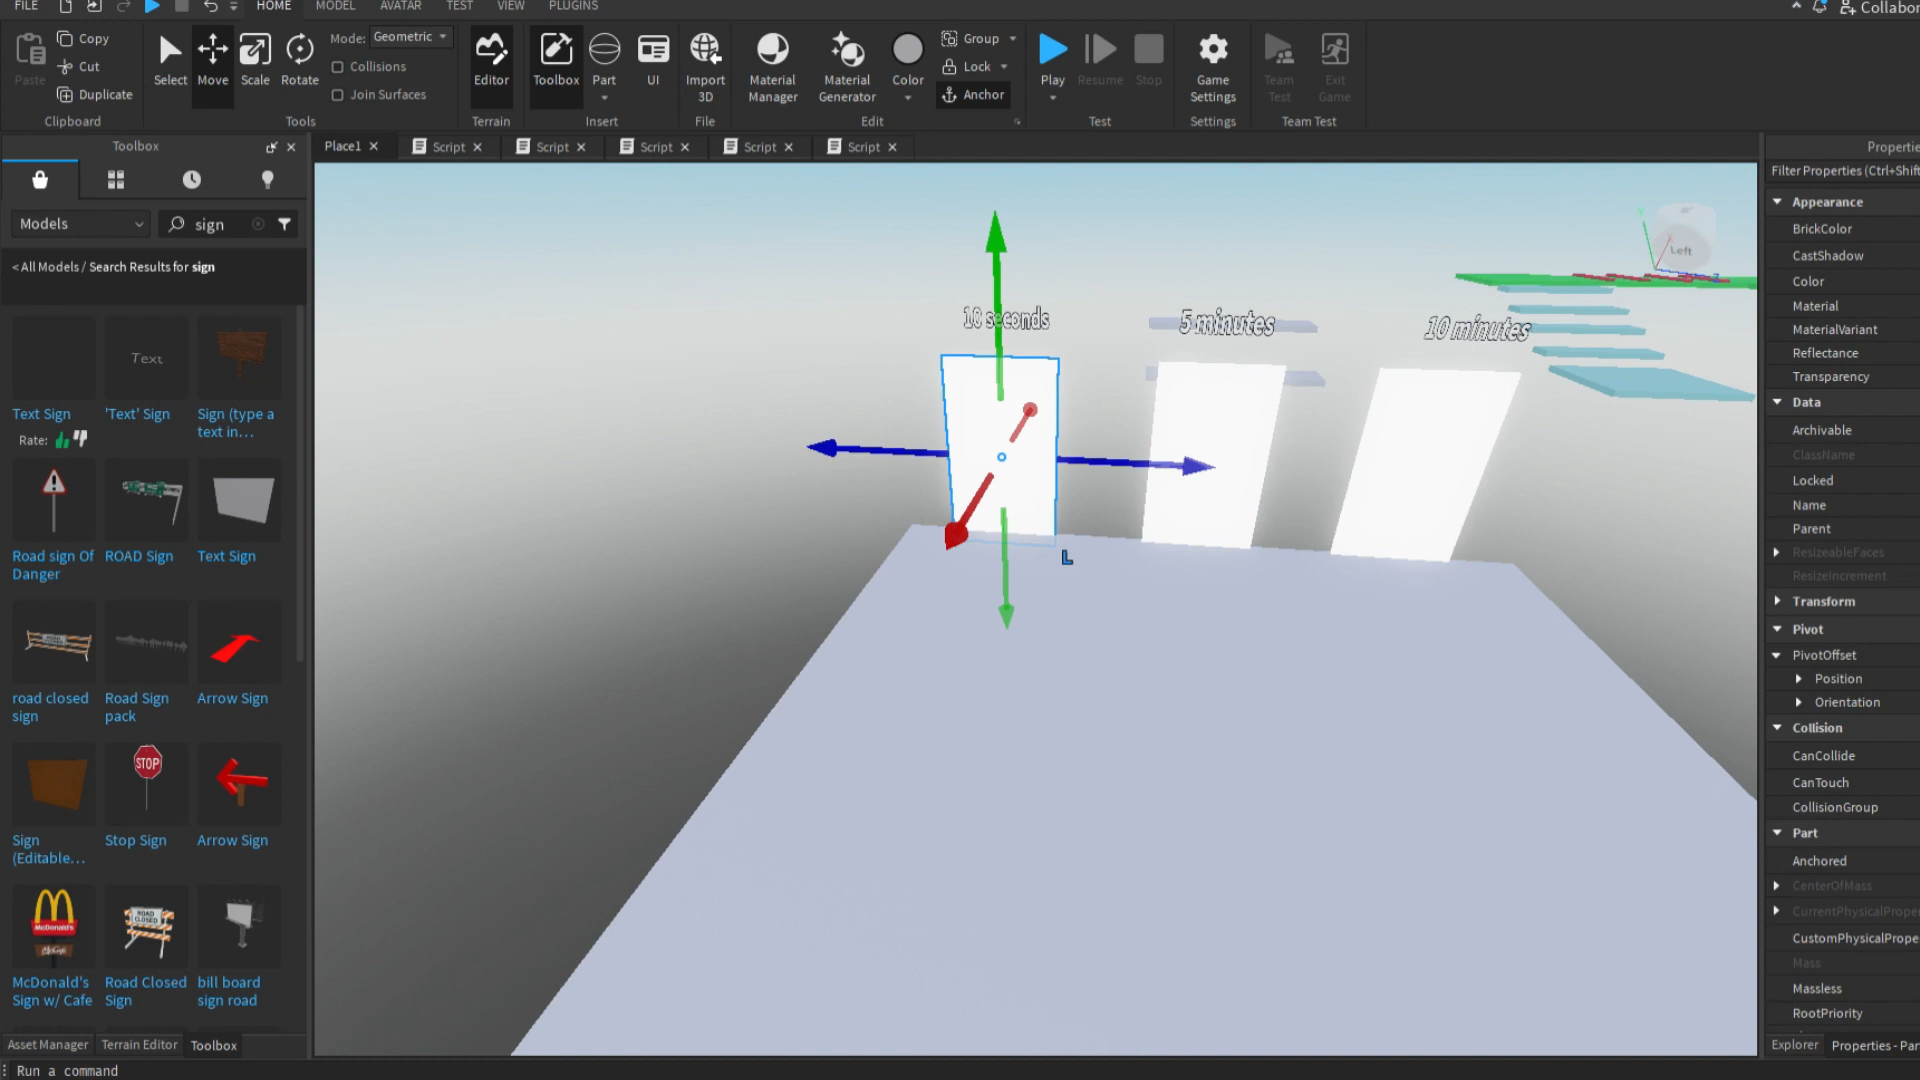 FILE
HOME
MODEL
AVATAR
TEST
VIEW
PLUGINS
Collabor
Paste
Copy
Cut
Duplicate
Clipboard
Select
Move
Scale
Rotate
Mode: Geometric
Collisions
Join Surfaces
Tools
Editor
Terrain
Toolbox
Part
UI
Insert
Import
3D
File
Material
Manager
Material
Generator
Color
Group
Lock
Anchor
Edit
Play
Resume
Stop
Test
Game
Settings
Settings
Team
Test
Exit
Game
Team Test
Toolbox
Place1
Script
Script
Script
Script
Script
Propertie
Models
sign
< All Models / Search Results for sign
Text Sign
Rate:
Text
'Text' Sign
Sign (type a
text in...
Road sign Of
Danger
ROAD Sign
Text Sign
road closed
sign
Road Sign
pack
Arrow Sign
Sign
(Editable...
STOP
Stop Sign
Arrow Sign
McDonald's
McCafe
McDonald's
Sign w/ Cafe
ROAD
CLOSED
Road Closed
Sign
bill board
sign road
Asset Manager
Terrain Editor
Toolbox
Run a command
10 seconds
5 minutes
10 minutes
Left
Y
L
Filter Properties (Ctrl+Shift
Appearance
BrickColor
CastShadow
Color
Material
MaterialVariant
Reflectance
Transparency
Data
Archivable
ClassName
Locked
Name
Parent
ResizeableFaces
ResizeIncrement
Transform
Pivot
PivotOffset
Position
Orientation
Collision
CanCollide
CanTouch
CollisionGroup
Part
Anchored
CenterOfMass
CurrentPhysicalProper
CustomPhysicalPrope
Mass
Massless
RootPriority
Explorer
Properties - Par